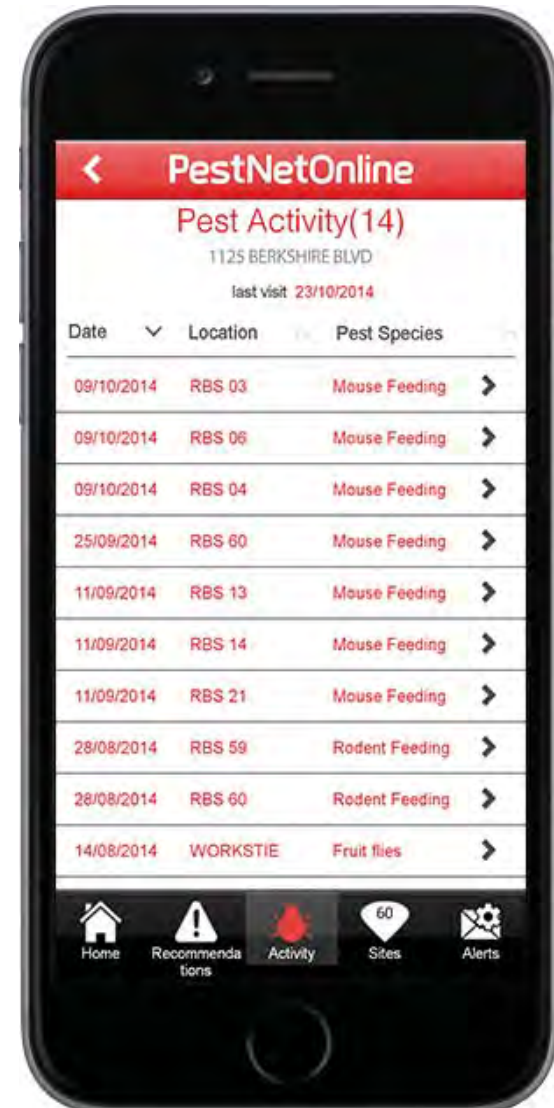 PestNetOnline
Pest Activity(14)
1125 BERKSHIRE BLVD
last visit 23/10/2014
Date Location Pest Species
09/10/2014 RBS 03 Mouse Feeding
09/10/2014 RBS 06 Mouse Feeding
09/10/2014 RBS 04 Mouse Feeding
25/09/2014 RBS 60 Mouse Feeding
11/09/2014 RBS 13 Mouse Feeding
11/09/2014 RBS 14 Mouse Feeding
11/09/2014 RBS 21 Mouse Feeding
28/08/2014 RBS 59 Rodent Feeding
28/08/2014 RBS 60 Rodent Feeding
14/08/2014 WORKSTIE Fruit flies
60
Home Recommenda Activity Sites Alerts
tions